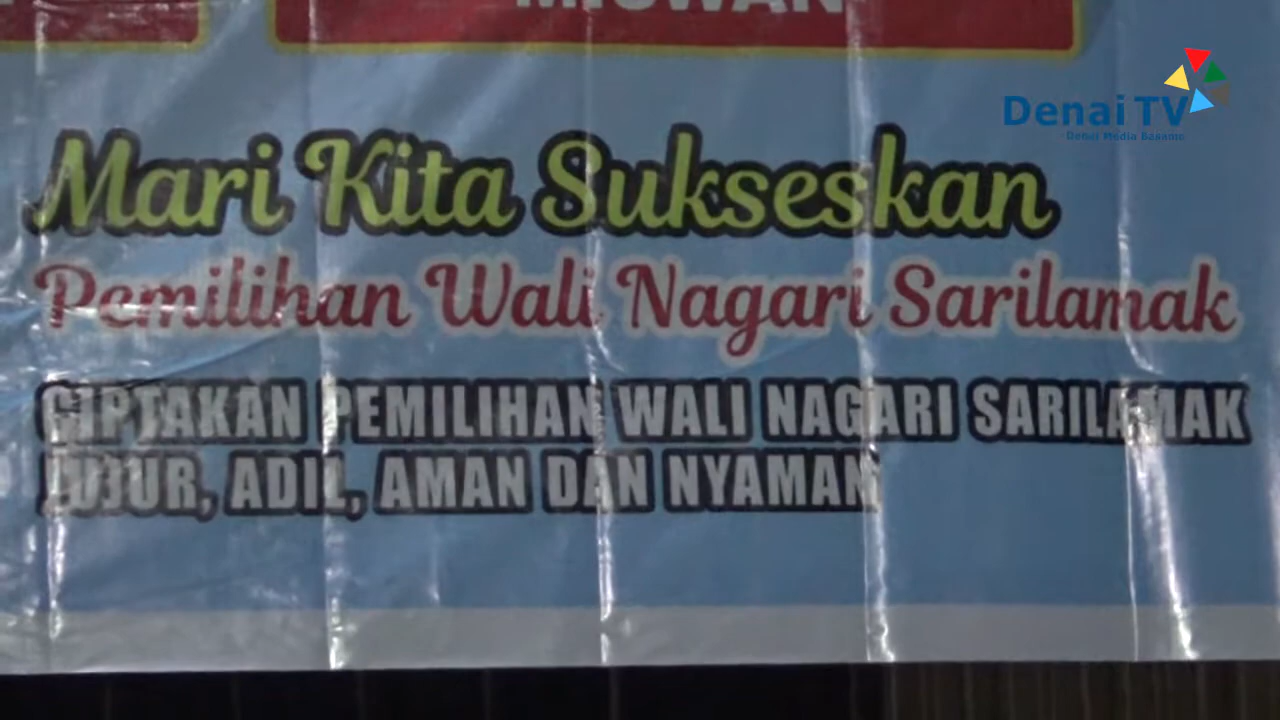 Denai TV
Mari Kita Sukseskan
Pemilihan Wali Nagari Sarilamak
CIPTAKAN PEMILIHAN WALI NAGARI SARILAMAK
JUJUR, ADIL, AMAN DAN NYAMAN